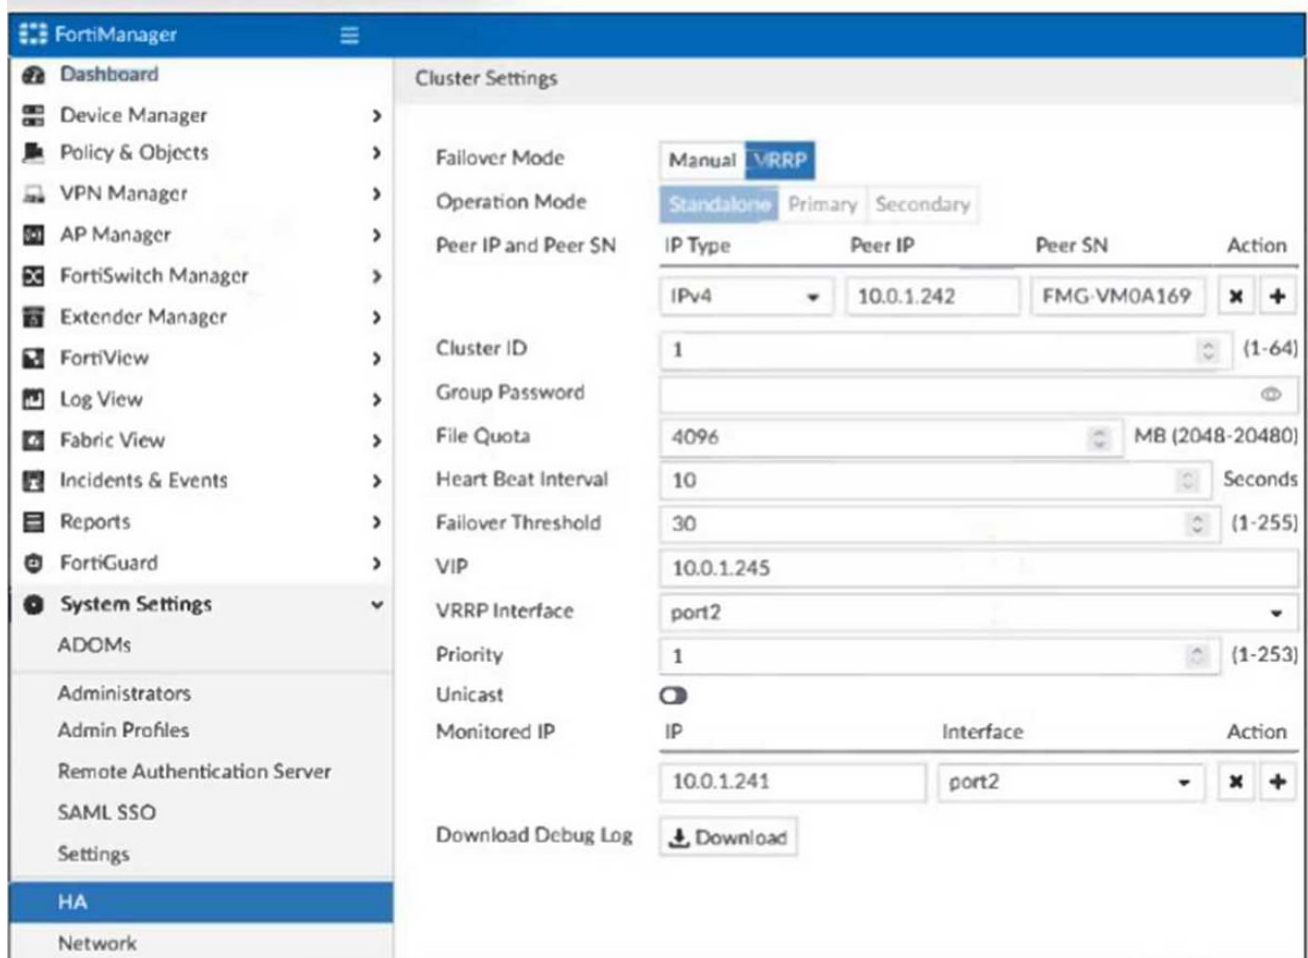 FortiManager
Dashboard
Cluster Settings
Device Manager
Policy & Objects
Failover Mode Manual VRRP
VPN Manager
Operation Mode Standalone Primary Secondary
AP Manager
Peer IP and Peer SN IP Type Peer IP Peer SN Action
FortiSwitch Manager
IPv4 10.0.1.242 FMG-VM0A169
Extender Manager
FortiView
Cluster ID 1 (1-64)
Log View
Group Password
Fabric View
File Quota 4096 MB (2048-20480)
Incidents & Events
Heart Beat Interval 10 Seconds
Reports
Failover Threshold 30 (1-255)
FortiGuard
VIP 10.0.1.245
System Settings
VRRP Interface port2
ADOMs
Priority 1 (1-253)
Administrators
Unicast
Admin Profiles
Monitored IP IP Interface Action
Remote Authentication Server
10.0.1.241 port2
SAML SSO
Download Debug Log Download
Settings
HA
Network